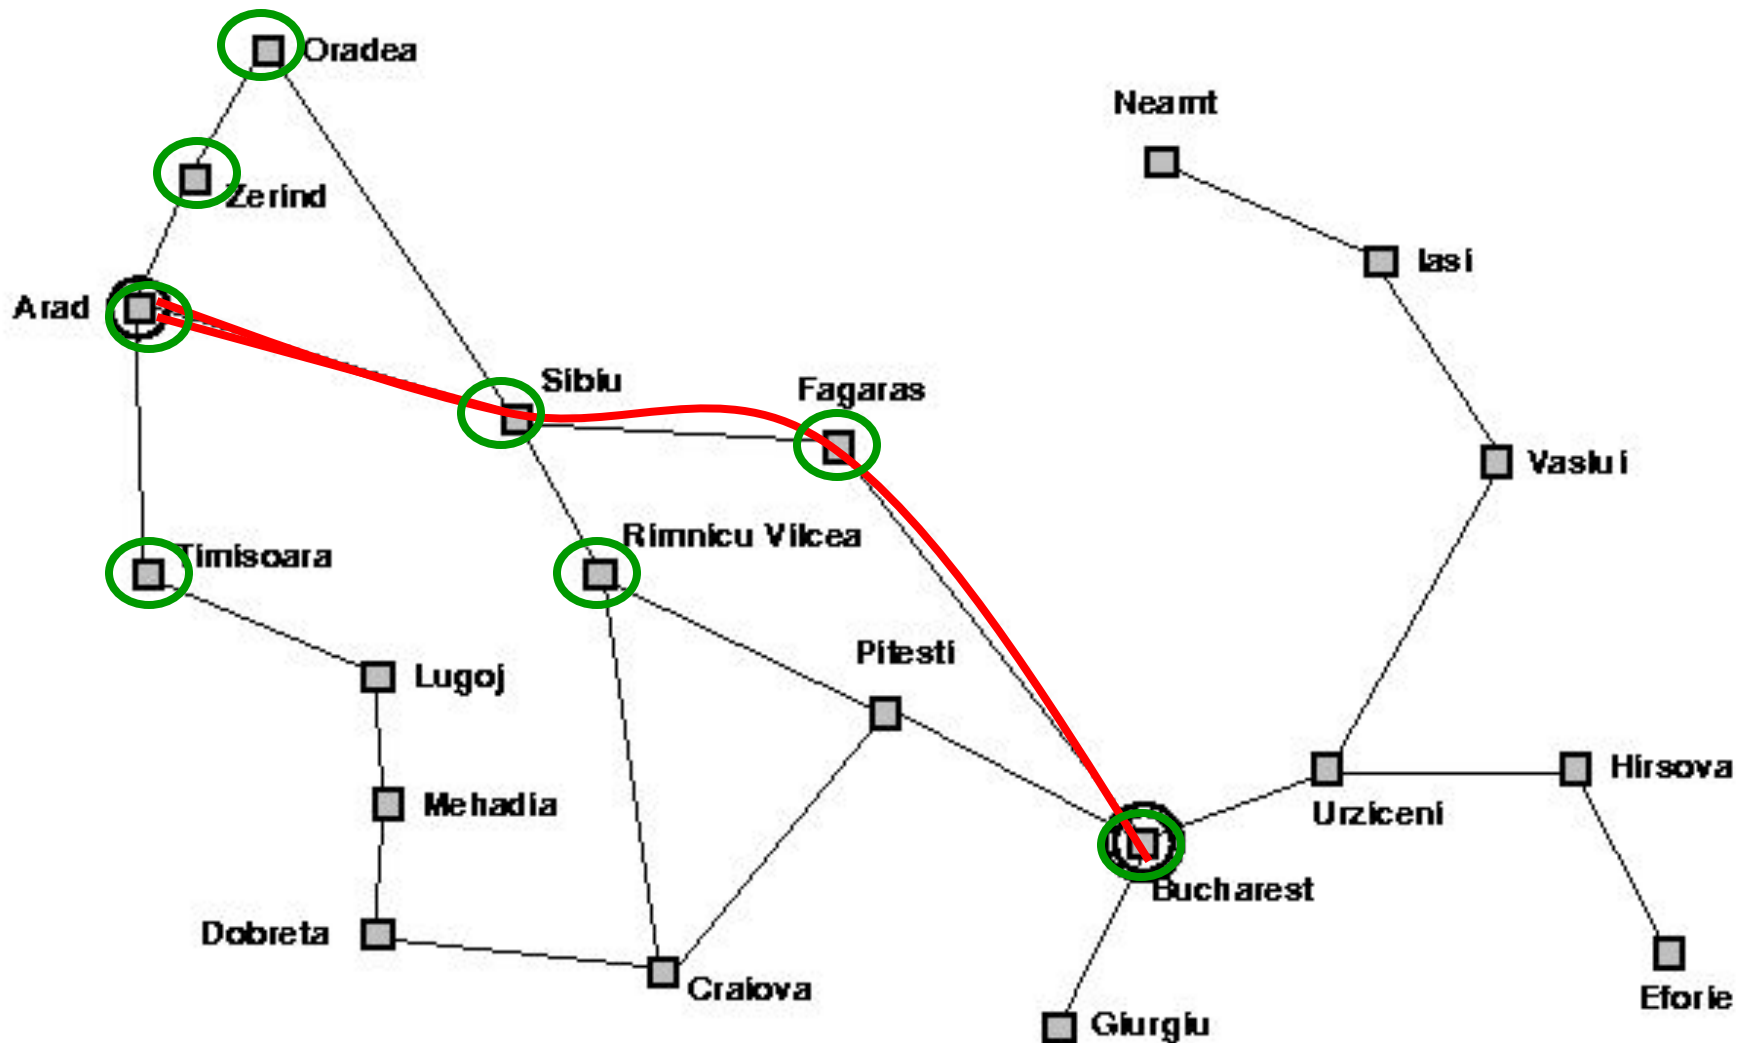 Oradea
Neamt
Zerind
Iasi
Arad
Sibiu
Fagaras
Vaslui
Rimnicu Vilcea
Timisoara
Pitesti
Lugoj
Hirsova
Mehadia
Urziceni
Bucharest
Dobreta
Craiova
Eforie
Giurgiu